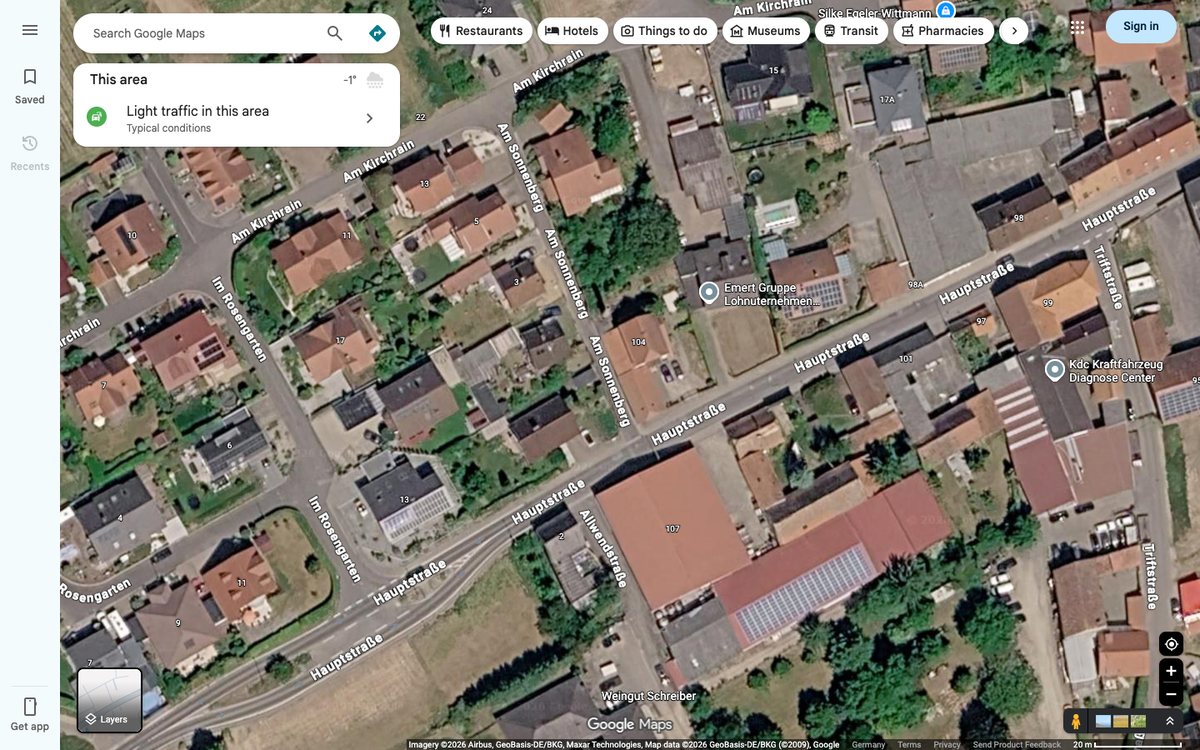 Search Google Maps
Restaurants
Hotels
Things to do
Museums
Transit
Pharmacies
Sign in
Saved
Recents
Get app
This area
-1°
Light traffic in this area
Typical conditions
24
Am Kirchrain
Silke Egeler-Wittmann
Am Kirchrain
15
17A
22
Am Kirchrain
Am Sonnenberg
13
98
Hauptstraße
Am Kirchrain
10
11
5
Am Sonnenberg
3
Emert Gruppe
Lohnunternehmen...
98A
Hauptstraße
Triftstraße
99
Im Rosengarten
97
17
104
Hauptstraße
101
Kdc Kraftfahrzeug
Diagnose Center
7
Am Sonnenberg
Hauptstraße
6
13
Hauptstraße
4
Im Rosengarten
107
2
Allwendstraße
Triftstraße
Hauptstraße
Rosengarten
11
9
Hauptstraße
7
Weingut Schreiber
Layers
Google Maps
Imagery ©2026 Airbus, GeoBasis-DE/BKG, Maxar Technologies, Map data ©2026 GeoBasis-DE/BKG (©2009), Google
Germany
Terms
Privacy
Send Product Feedback
20 m